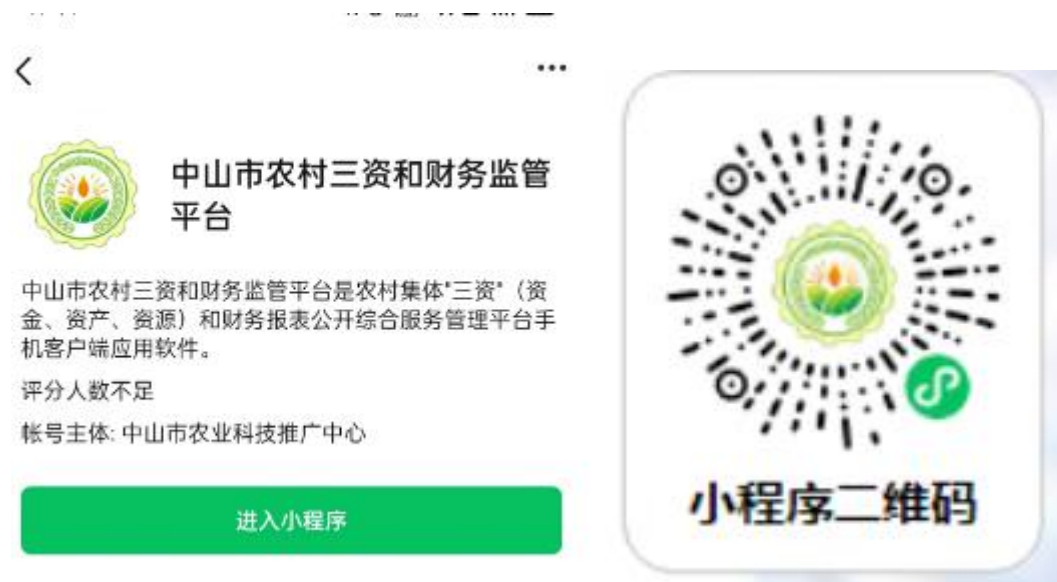 中山市农村三资和财务监管
平台
中山市农村三资和财务监管平台是农村集体"三资"（资
金、资产、资源）和财务报表公开综合服务管理平台手
机客户端应用软件。
评分人数不足
帐号主体: 中山市农业科技推广中心
进入小程序
小程序二维码